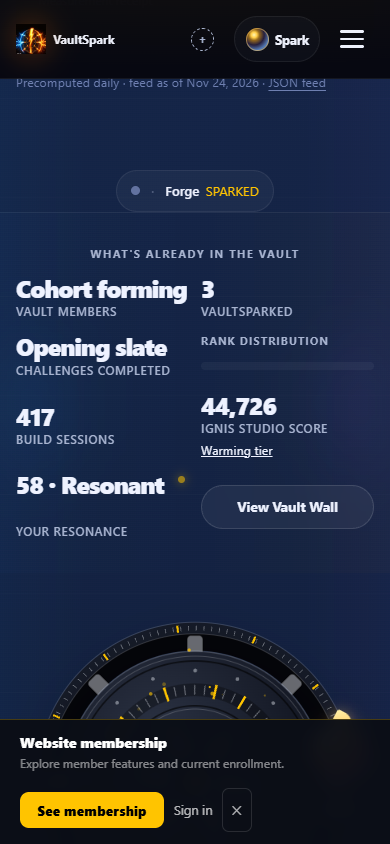 VaultSpark
+
Spark
Precomputed daily · feed as of Nov 24, 2026 · JSON feed
· Forge SPARKED
WHAT'S ALREADY IN THE VAULT
Cohort forming
VAULT MEMBERS
3
VAULTSPARKED
Opening slate
CHALLENGES COMPLETED
RANK DISTRIBUTION
417
BUILD SESSIONS
44,726
IGNIS STUDIO SCORE
Warming tier
58 · Resonant
YOUR RESONANCE
View Vault Wall
Website membership
Explore member features and current enrollment.
See membership
Sign in
×